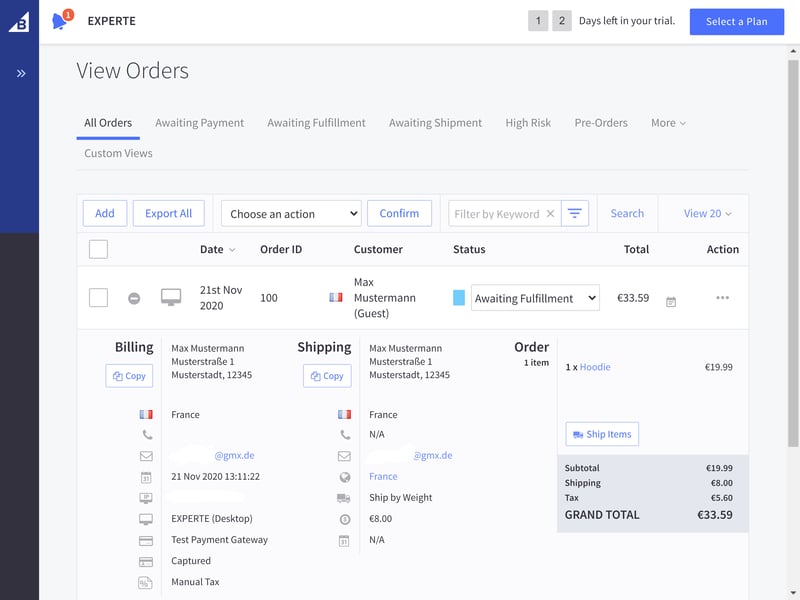 B
1
EXPERTE
1 2 Days left in your trial.
Select a Plan
»
View Orders
All Orders Awaiting Payment Awaiting Fulfillment Awaiting Shipment High Risk Pre-Orders More
Custom Views
Add Export All Choose an action Confirm Filter by Keyword × Search View 20
Date Order ID Customer Status Total Action
21st Nov 2020
100
Max Mustermann (Guest)
Awaiting Fulfillment
€33.59
Billing
Copy
Max Mustermann
Musterstraße 1
Musterstadt, 12345
France
@gmx.de
31 21 Nov 2020 13:11:22
IP
EXPERTE (Desktop)
Test Payment Gateway
Captured
% Manual Tax
Shipping
Copy
Max Mustermann
Musterstraße 1
Musterstadt, 12345
France
N/A
@gmx.de
France
Ship by Weight
$ €8.00
31 N/A
Order
1 item
1 x Hoodie €19.99
Ship Items
Subtotal €19.99
Shipping €8.00
Tax €5.60
GRAND TOTAL €33.59